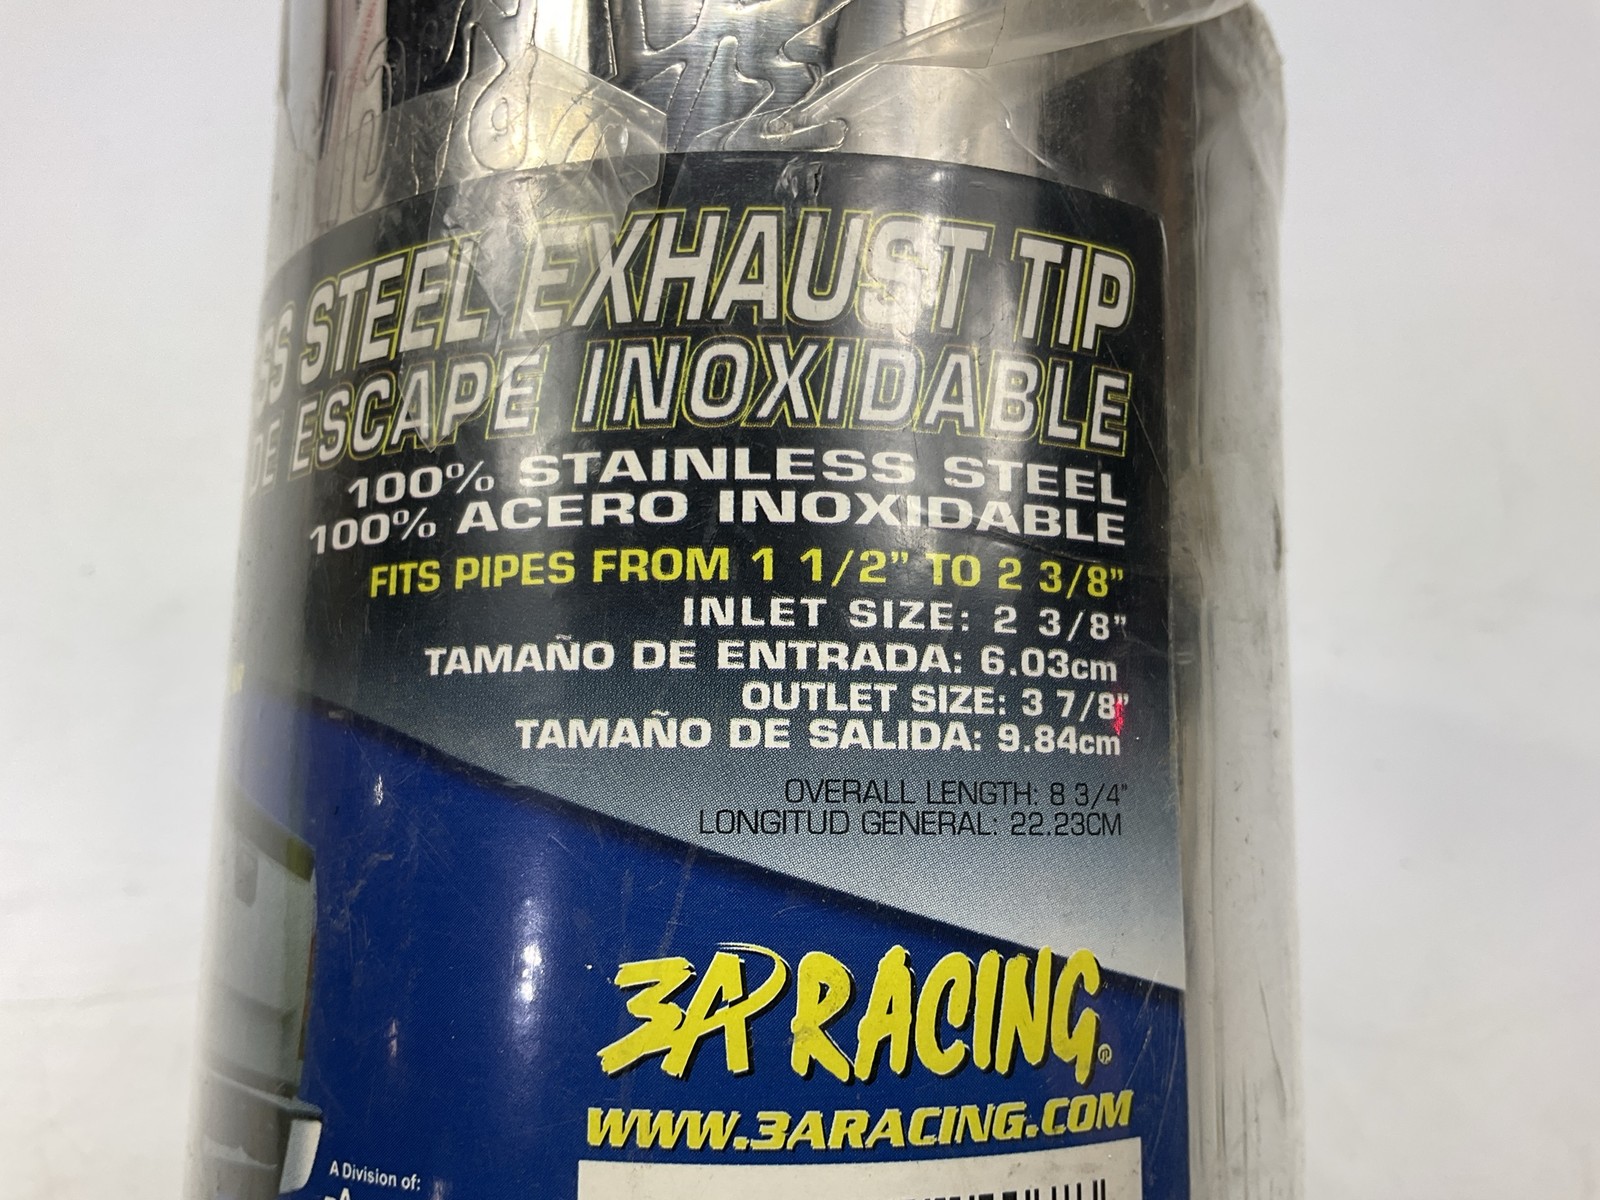 STEEL EXHAUST TIP
DE ESCAPE INOXIDABLE
100% STAINLESS STEEL
100% ACERO INOXIDABLE
FITS PIPES FROM 1 1/2" TO 2 3/8"
INLET SIZE: 2 3/8"
TAMAÑO DE ENTRADA: 6.03cm
OUTLET SIZE: 3 7/8"
TAMAÑO DE SALIDA: 9.84cm
OVERALL LENGTH: 8 3/4"
LONGITUD GENERAL: 22.23CM
3A RACING®
WWW.3ARACING.COM
A Division of: